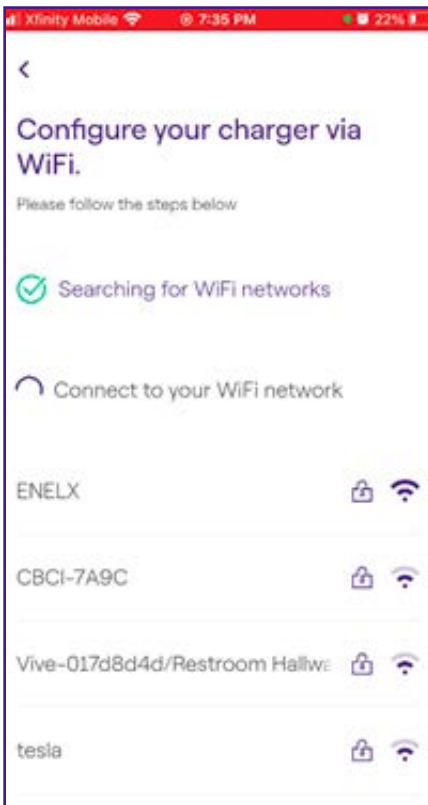 Xfinity Mobile 7:35 PM 22%
Configure your charger via
WiFi.
Please follow the steps below
Searching for WiFi networks
Connect to your WiFi network
ENELX
CBCI-7A9C
Vive-017d8d4d/Restroom Hallwa
tesla